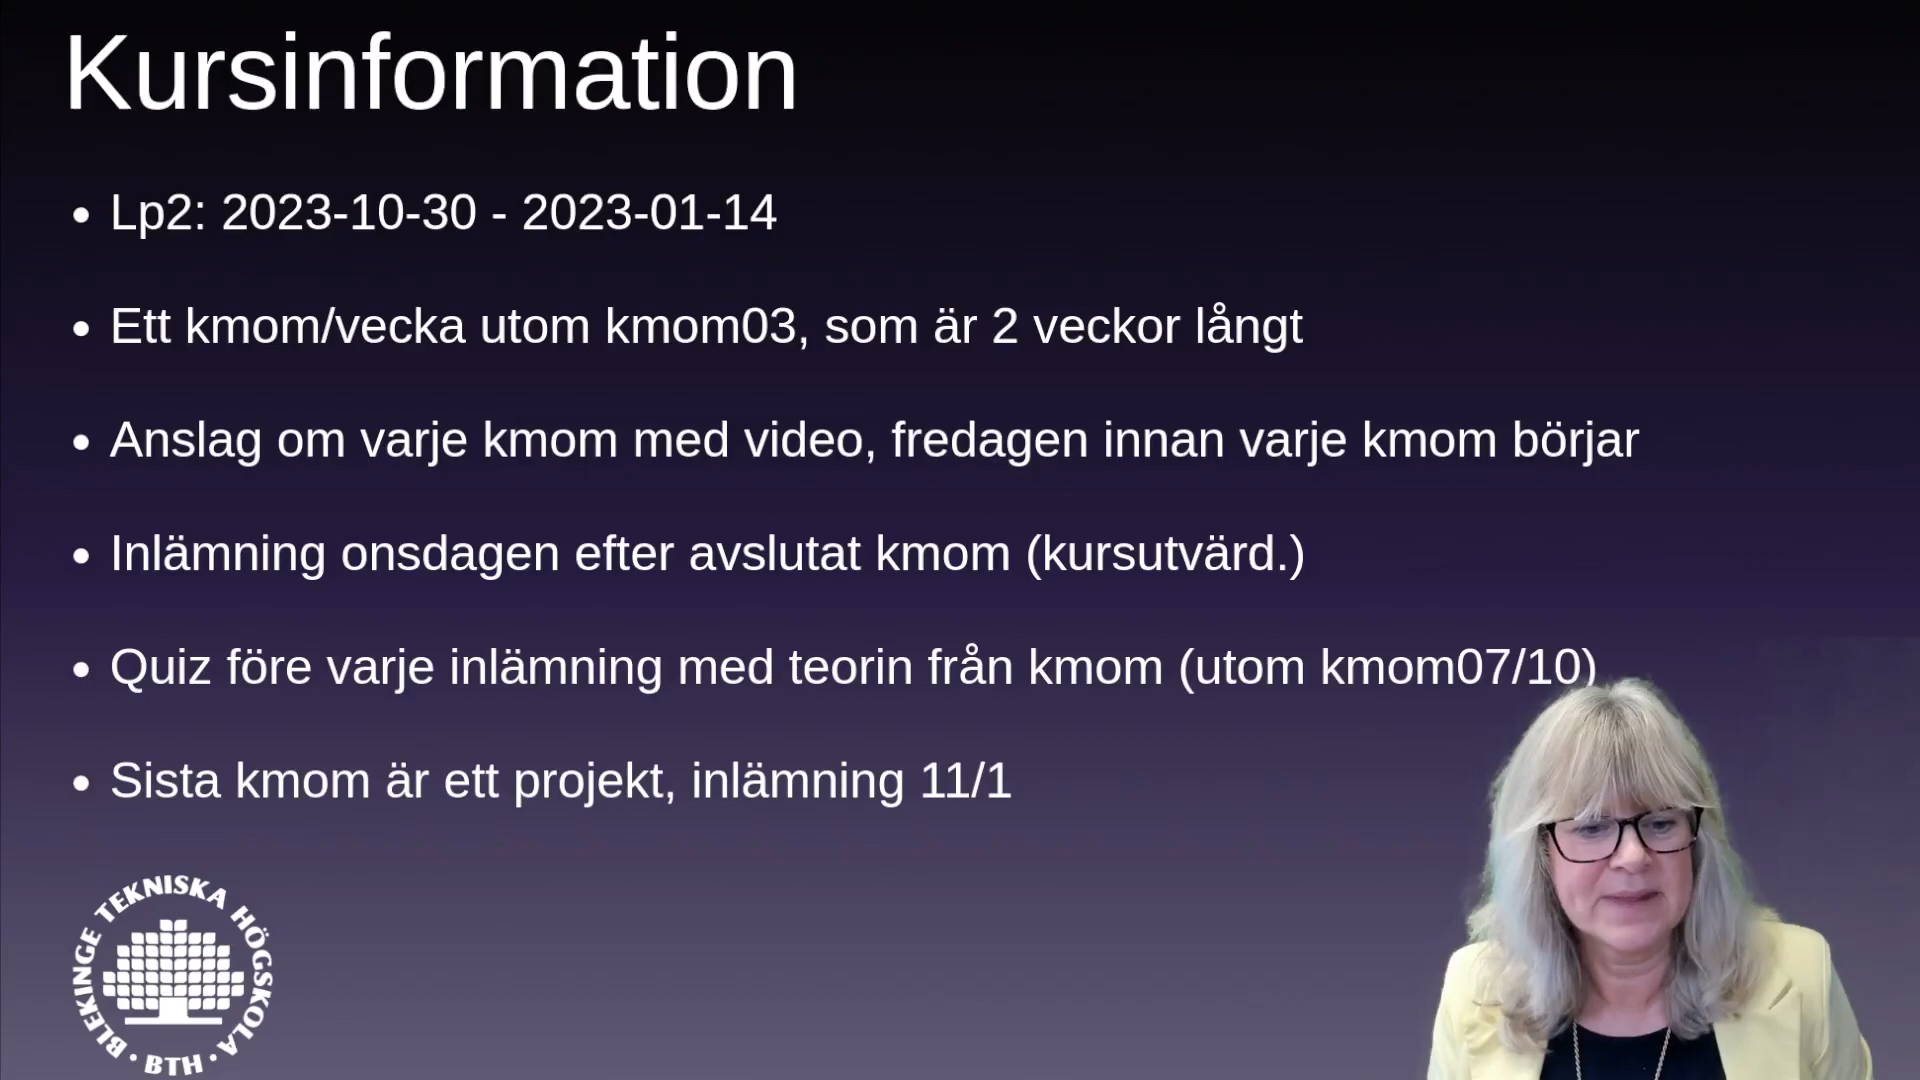 Kursinformation
• Lp2: 2023-10-30 - 2023-01-14
• Ett kmom/vecka utom kmom03, som är 2 veckor långt
• Anslag om varje kmom med video, fredagen innan varje kmom börjar
• Inlämning onsdagen efter avslutat kmom (kursutvärd.)
• Quiz före varje inlämning med teorin från kmom (utom kmom07/10)
• Sista kmom är ett projekt, inlämning 11/1
BLEKINGE TEKNISKA HÖGSKOLA
· BTH ·